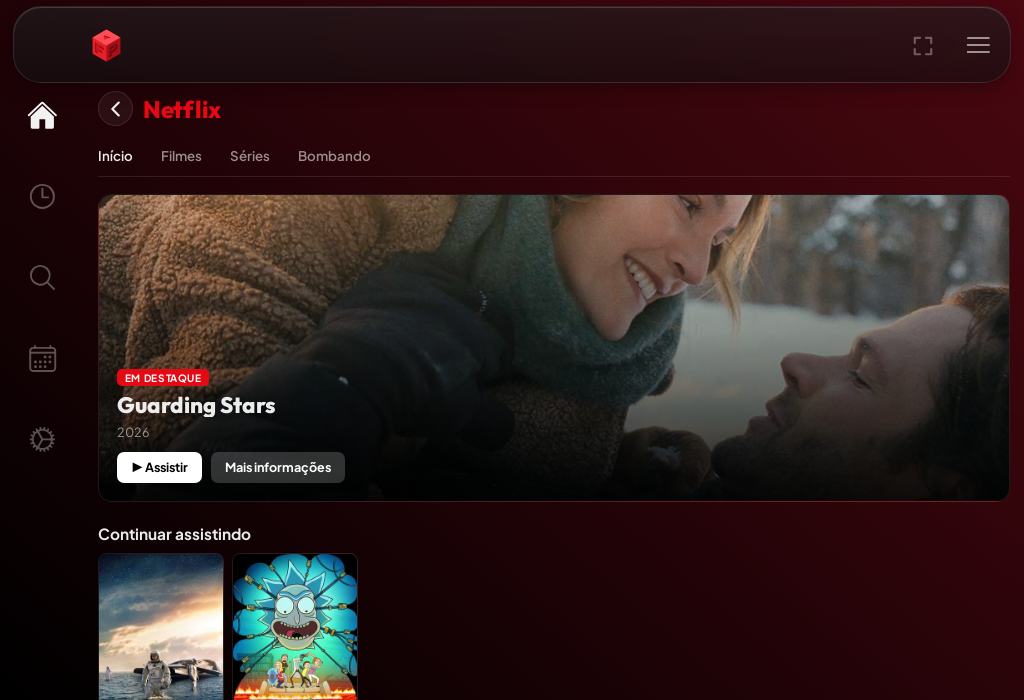 Netflix
Início Filmes Séries Bombando
EM DESTAQUE
Guarding Stars
2026
Assistir Mais informações
Continuar assistindo